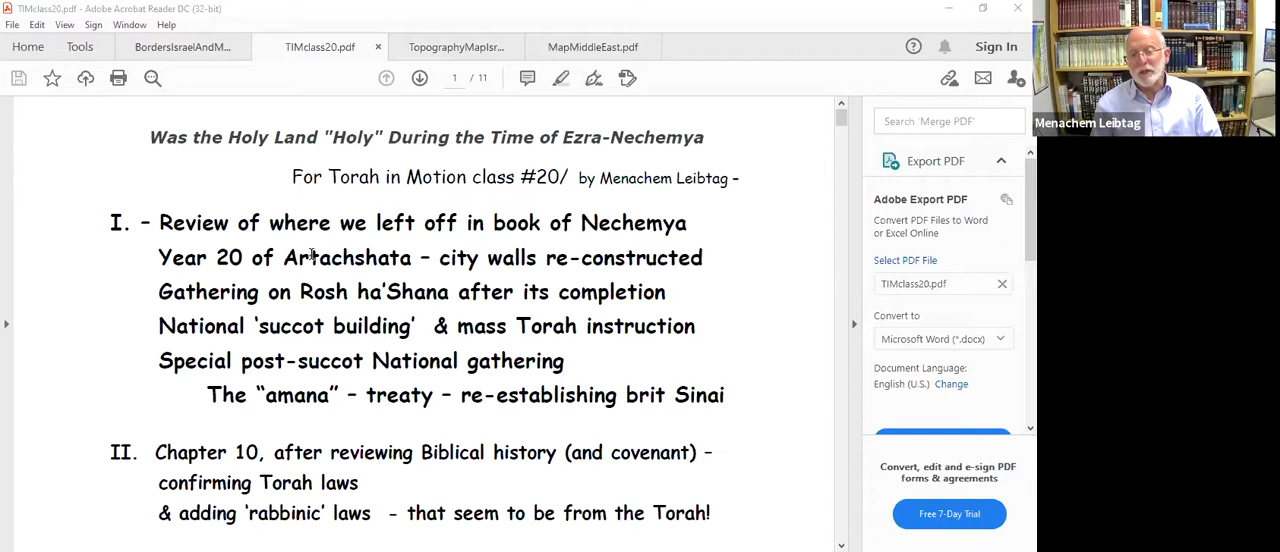 TIMclass20.pdf - Adobe Acrobat Reader DC (32-bit)
File Edit View Sign Window Help
Home Tools BordersIsraelAndM... TIMclass20.pdf × TopographyMapIsr... MapMiddleEast.pdf Sign In
1 / 11
Menachem Leibtag
Was the Holy Land "Holy" During the Time of Ezra-Nechemya
For Torah in Motion class #20/ by Menachem Leibtag -
I. - Review of where we left off in book of Nechemya
Year 20 of Artachshata - city walls re-constructed
Gathering on Rosh ha'Shana after its completion
National 'succot building' & mass Torah instruction
Special post-succot National gathering
The "amana" - treaty - re-establishing brit Sinai
II. Chapter 10, after reviewing Biblical history (and covenant) -
confirming Torah laws
& adding 'rabbinic' laws - that seem to be from the Torah!
Search 'Merge PDF'
Export PDF
Adobe Export PDF
Convert PDF Files to Word
or Excel Online
Select PDF File
TIMclass20.pdf
Convert to
Microsoft Word (*.docx)
Document Language:
English (U.S.) Change
Convert, edit and e-sign PDF
forms & agreements
Free 7-Day Trial